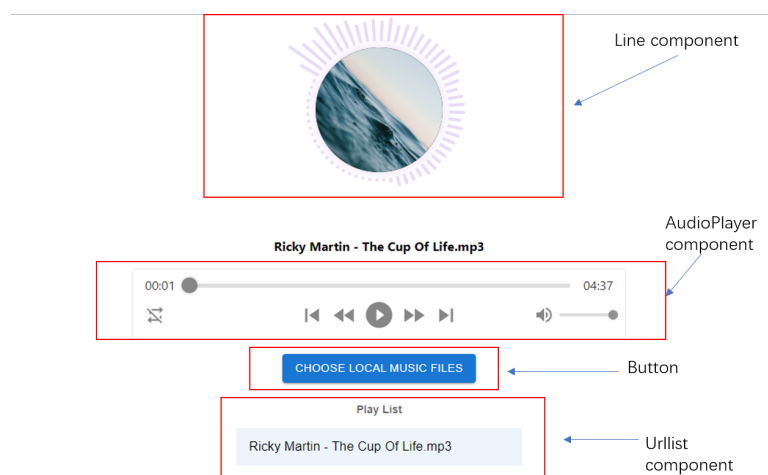 Line component
AudioPlayer
component
Ricky Martin - The Cup Of Life.mp3
00:01
04:37
CHOOSE LOCAL MUSIC FILES
Button
Play List
Ricky Martin - The Cup Of Life.mp3
Urllist
component